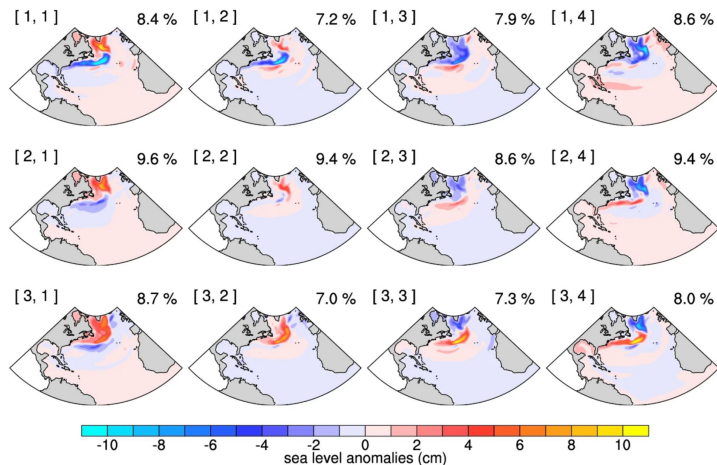 [ 1, 1 ] 8.4 % [ 1, 2 ] 7.2 % [ 1, 3 ] 7.9 % [ 1, 4 ] 8.6 %
[ 2, 1 ] 9.6 % [ 2, 2 ] 9.4 % [ 2, 3 ] 8.6 % [ 2, 4 ] 9.4 %
[ 3, 1 ] 8.7 % [ 3, 2 ] 7.0 % [ 3, 3 ] 7.3 % [ 3, 4 ] 8.0 %
-10 -8 -6 -4 -2 0 2 4 6 8 10
sea level anomalies (cm)